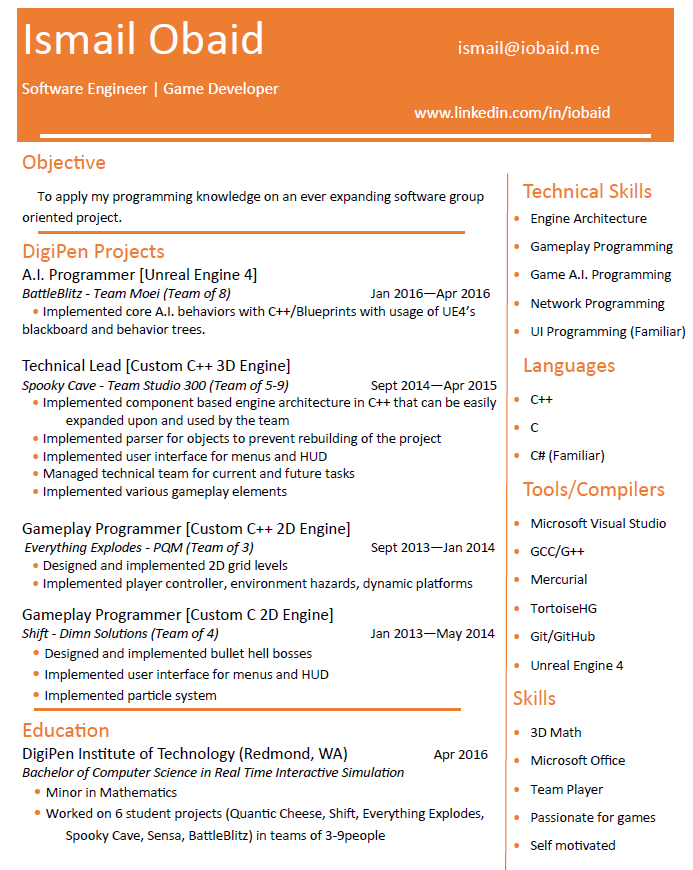 Ismail Obaid
ismail@iobaid.me
Software Engineer | Game Developer
www.linkedin.com/in/iobaid
Objective
To apply my programming knowledge on an ever expanding software group
oriented project.
DigiPen Projects
A.I. Programmer [Unreal Engine 4]
BattleBlitz - Team Moei (Team of 8) Jan 2016—Apr 2016
• Implemented core A.I. behaviors with C++/Blueprints with usage of UE4's
blackboard and behavior trees.
Technical Lead [Custom C++ 3D Engine]
Spooky Cave - Team Studio 300 (Team of 5-9) Sept 2014—Apr 2015
• Implemented component based engine architecture in C++ that can be easily
expanded upon and used by the team
• Implemented parser for objects to prevent rebuilding of the project
• Implemented user interface for menus and HUD
• Managed technical team for current and future tasks
• Implemented various gameplay elements
Gameplay Programmer [Custom C++ 2D Engine]
Everything Explodes - PQM (Team of 3) Sept 2013—Jan 2014
• Designed and implemented 2D grid levels
• Implemented player controller, environment hazards, dynamic platforms
Gameplay Programmer [Custom C 2D Engine]
Shift - Dimn Solutions (Team of 4) Jan 2013—May 2014
• Designed and implemented bullet hell bosses
• Implemented user interface for menus and HUD
• Implemented particle system
Education
DigiPen Institute of Technology (Redmond, WA) Apr 2016
Bachelor of Computer Science in Real Time Interactive Simulation
• Minor in Mathematics
• Worked on 6 student projects (Quantic Cheese, Shift, Everything Explodes,
Spooky Cave, Sensa, BattleBlitz) in teams of 3-9people
Technical Skills
• Engine Architecture
• Gameplay Programming
• Game A.I. Programming
• Network Programming
• UI Programming (Familiar)
Languages
• C++
• C
• C# (Familiar)
Tools/Compilers
• Microsoft Visual Studio
• GCC/G++
• Mercurial
• TortoiseHG
• Git/GitHub
• Unreal Engine 4
Skills
• 3D Math
• Microsoft Office
• Team Player
• Passionate for games
• Self motivated